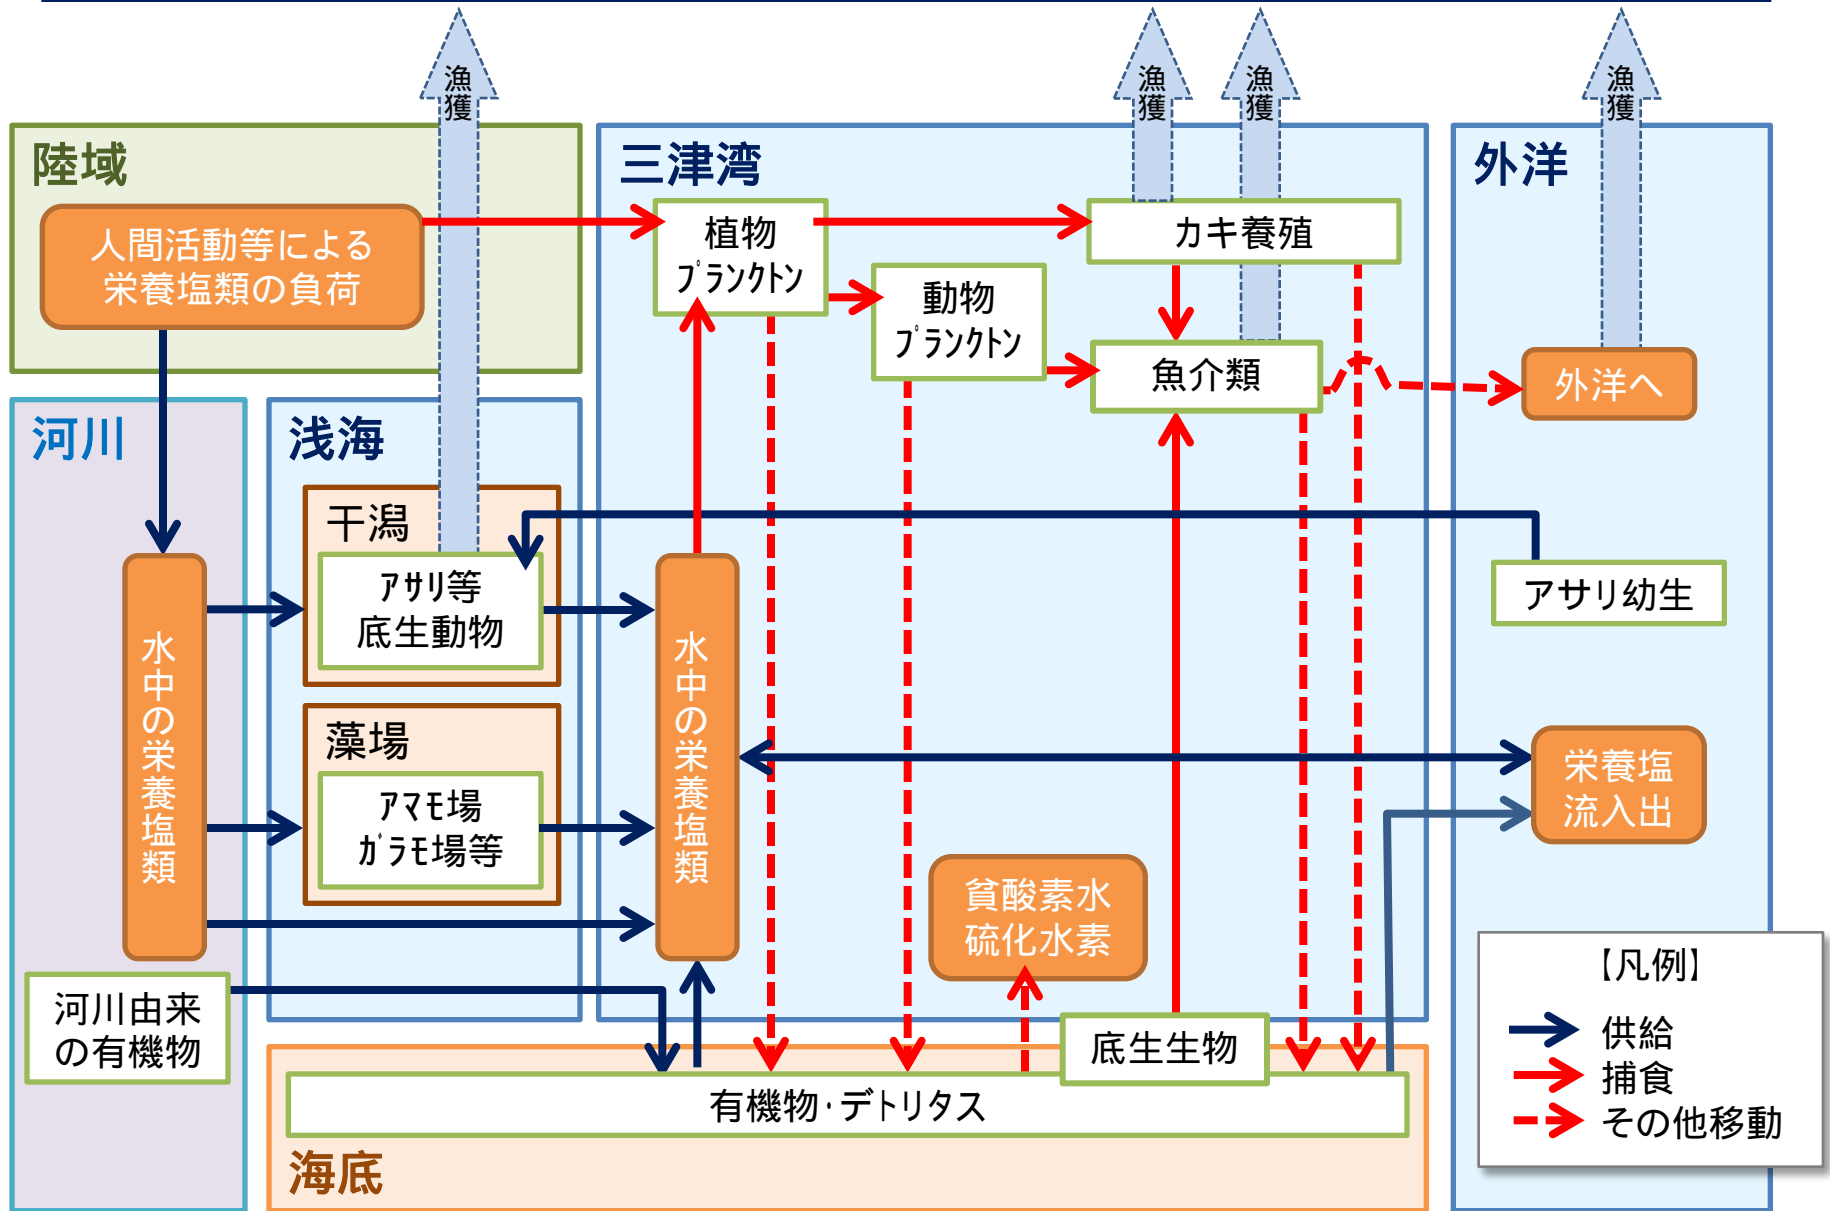 漁獲
漁獲
漁獲
漁獲
陸域
人間活動等による
栄養塩類の負荷
三津湾
植物
ﾌﾟﾗﾝｸﾄﾝ
カキ養殖
動物
ﾌﾟﾗﾝｸﾄﾝ
魚介類
外洋
外洋へ
河川
浅海
干潟
ｱｻﾘ等
底生動物
アサリ幼生
水中の栄養塩類
水中の栄養塩類
藻場
ｱﾏﾓ場
ｶﾞﾗﾓ場等
栄養塩
流入出
貧酸素水
硫化水素
河川由来
の有機物
底生生物
有機物・デトリタス
海底
【凡例】
供給
捕食
その他移動